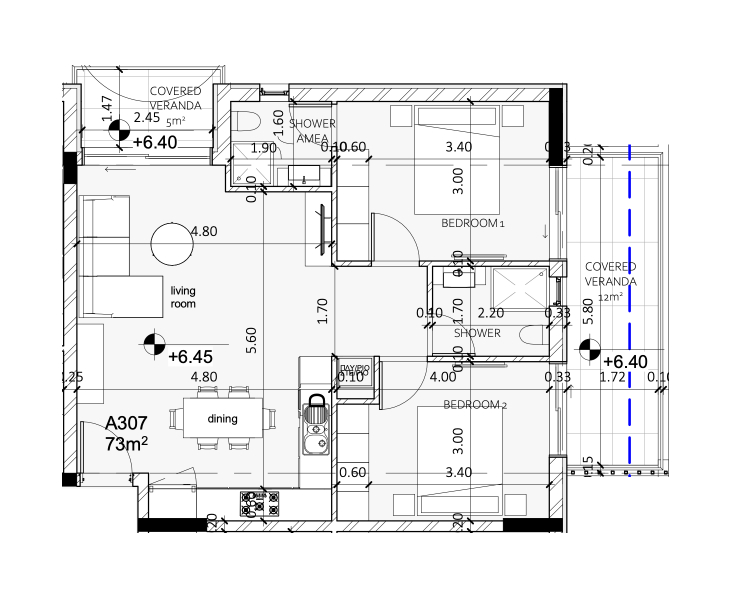 COVERED
VERANDA
5m²
1.47
2.45
+6.40
1.60
SHOWER
AMEA
1.90
0.10
0.60
3.40
0.33
0.20
3.00
0.10
BEDROOM 1
4.80
living
room
0.10
COVERED
VERANDA
12m²
1.70
5.60
1.70
0.10
2.20
0.33
5.80
SHOWER
+6.45
+6.40
0.10
.25
4.80
0.10
4.00
0.33
1.72
0.10
BEDROOM 2
A307
73m²
dining
3.00
0.60
3.40
.15
0.60
.20
.20